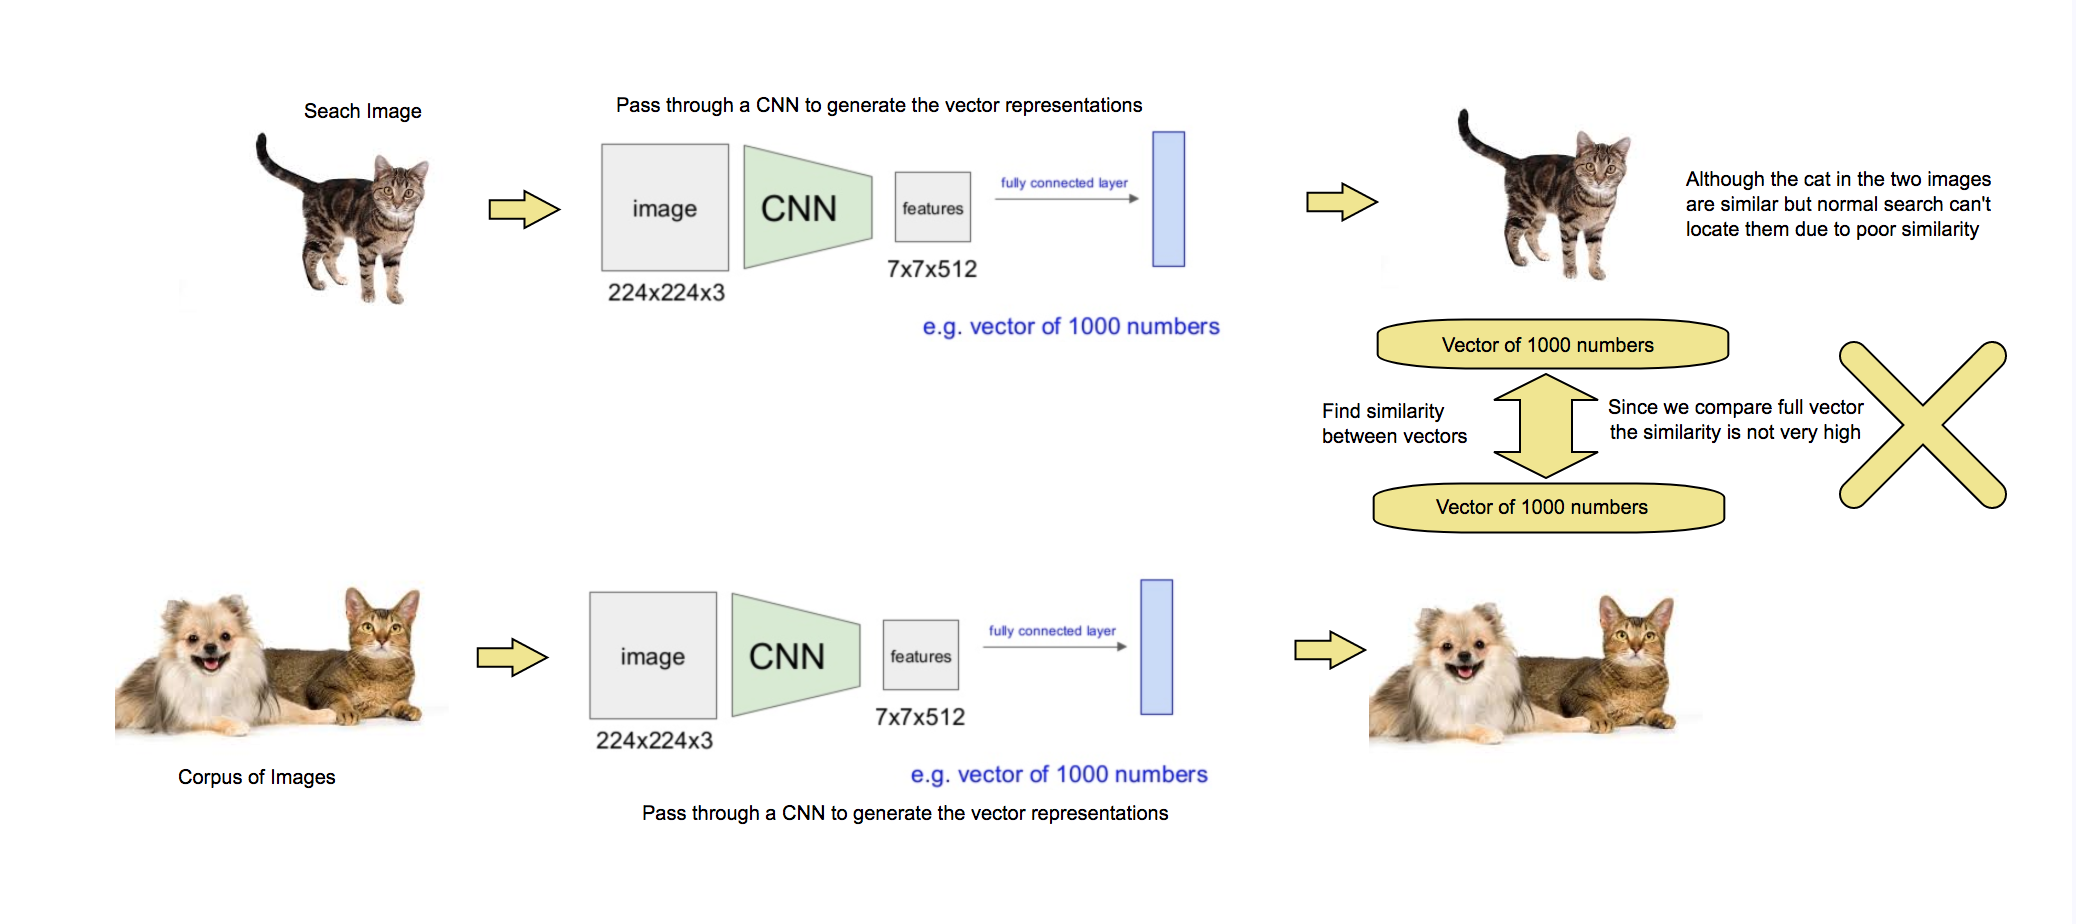 Seach Image
Pass through a CNN to generate the vector representations
image
CNN
features
fully connected layer
224x224x3
7x7x512
e.g. vector of 1000 numbers
Although the cat in the two images
are similar but normal search can't
locate them due to poor similarity
Vector of 1000 numbers
Find similarity
between vectors
Since we compare full vector
the similarity is not very high
Vector of 1000 numbers
Corpus of Images
image
CNN
features
fully connected layer
224x224x3
7x7x512
e.g. vector of 1000 numbers
Pass through a CNN to generate the vector representations